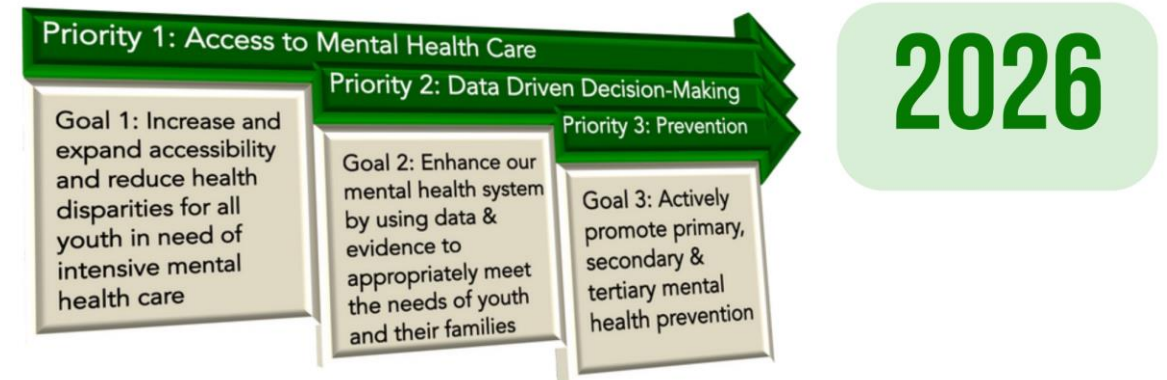 Priority 1: Access to Mental Health Care
Priority 2: Data Driven Decision-Making
Priority 3: Prevention
Goal 1: Increase and
expand accessibility
and reduce health
disparities for all
youth in need of
intensive mental
health care
Goal 2: Enhance our
mental health system
by using data &
evidence to
appropriately meet
the needs of youth
and their families
Goal 3: Actively
promote primary,
secondary &
tertiary mental
health prevention
2026